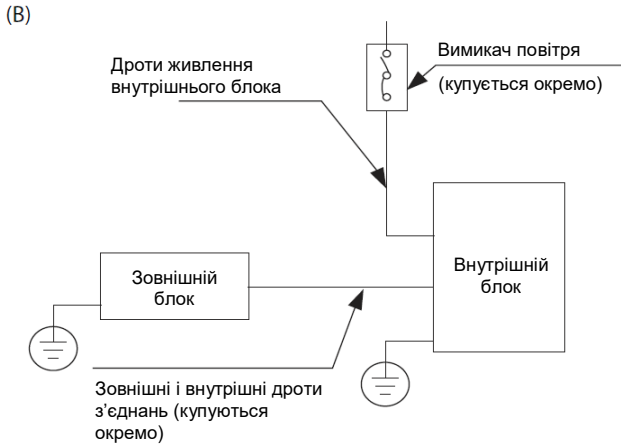 (B)
Вимикач повітря
(купується окремо)
Дроти живлення
внутрішнього блока
Зовнішній
блок
Внутрішній
блок
Зовнішні і внутрішні дроти
з’єднань (купуються
окремо)